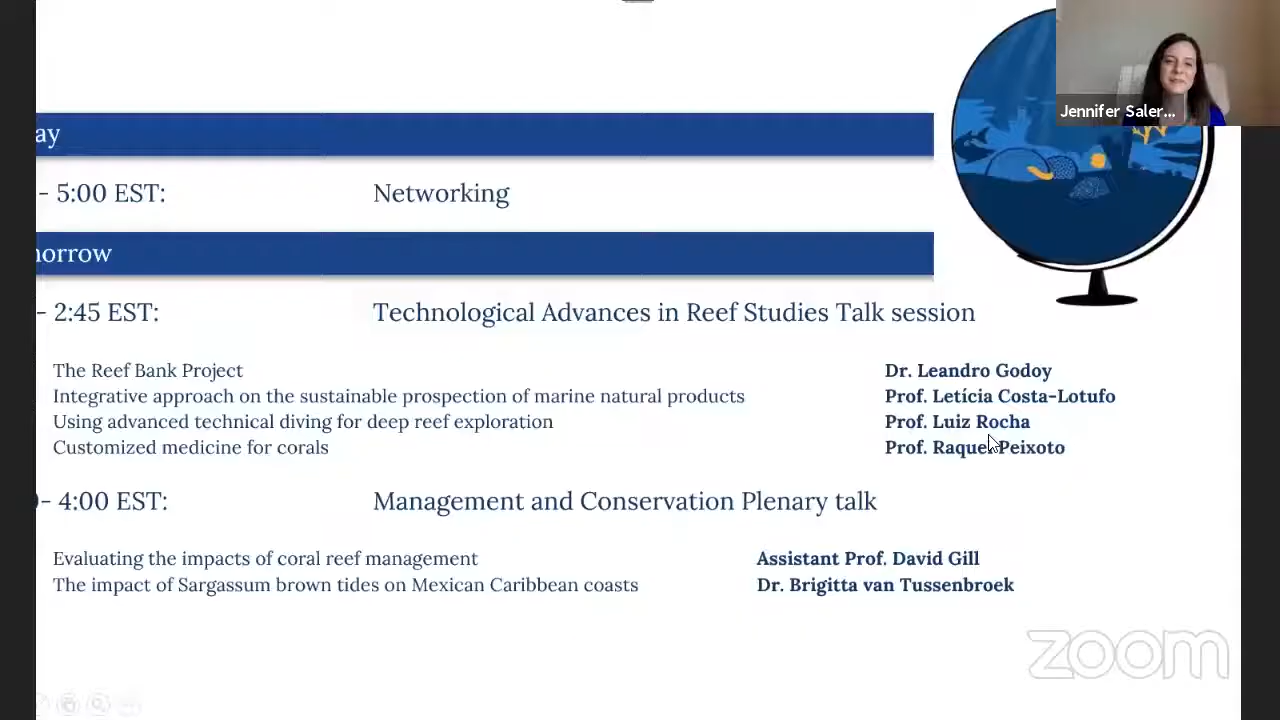 Jennifer Saler...
ay
- 5:00 EST: Networking
orrow
- 2:45 EST: Technological Advances in Reef Studies Talk session
The Reef Bank Project Dr. Leandro Godoy
Integrative approach on the sustainable prospection of marine natural products Prof. Letícia Costa-Lotufo
Using advanced technical diving for deep reef exploration Prof. Luiz Rocha
Customized medicine for corals Prof. Raquel Peixoto
- 4:00 EST: Management and Conservation Plenary talk
Evaluating the impacts of coral reef management Assistant Prof. David Gill
The impact of Sargassum brown tides on Mexican Caribbean coasts Dr. Brigitta van Tussenbroek
zoom